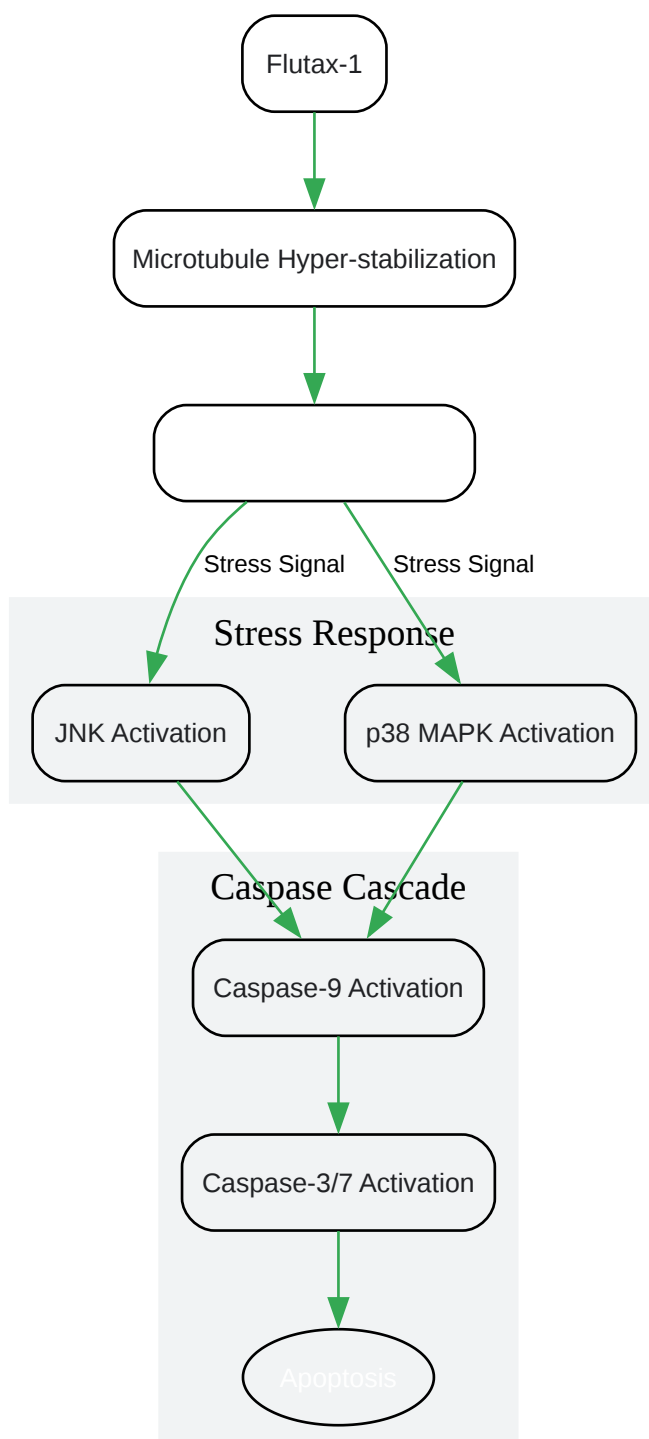 Flutax-1
Microtubule Hyper-stabilization
Stress Signal
Stress Signal
Stress Response
JNK Activation
p38 MAPK Activation
Caspase Cascade
Caspase-9 Activation
Caspase-3/7 Activation
Apoptosis